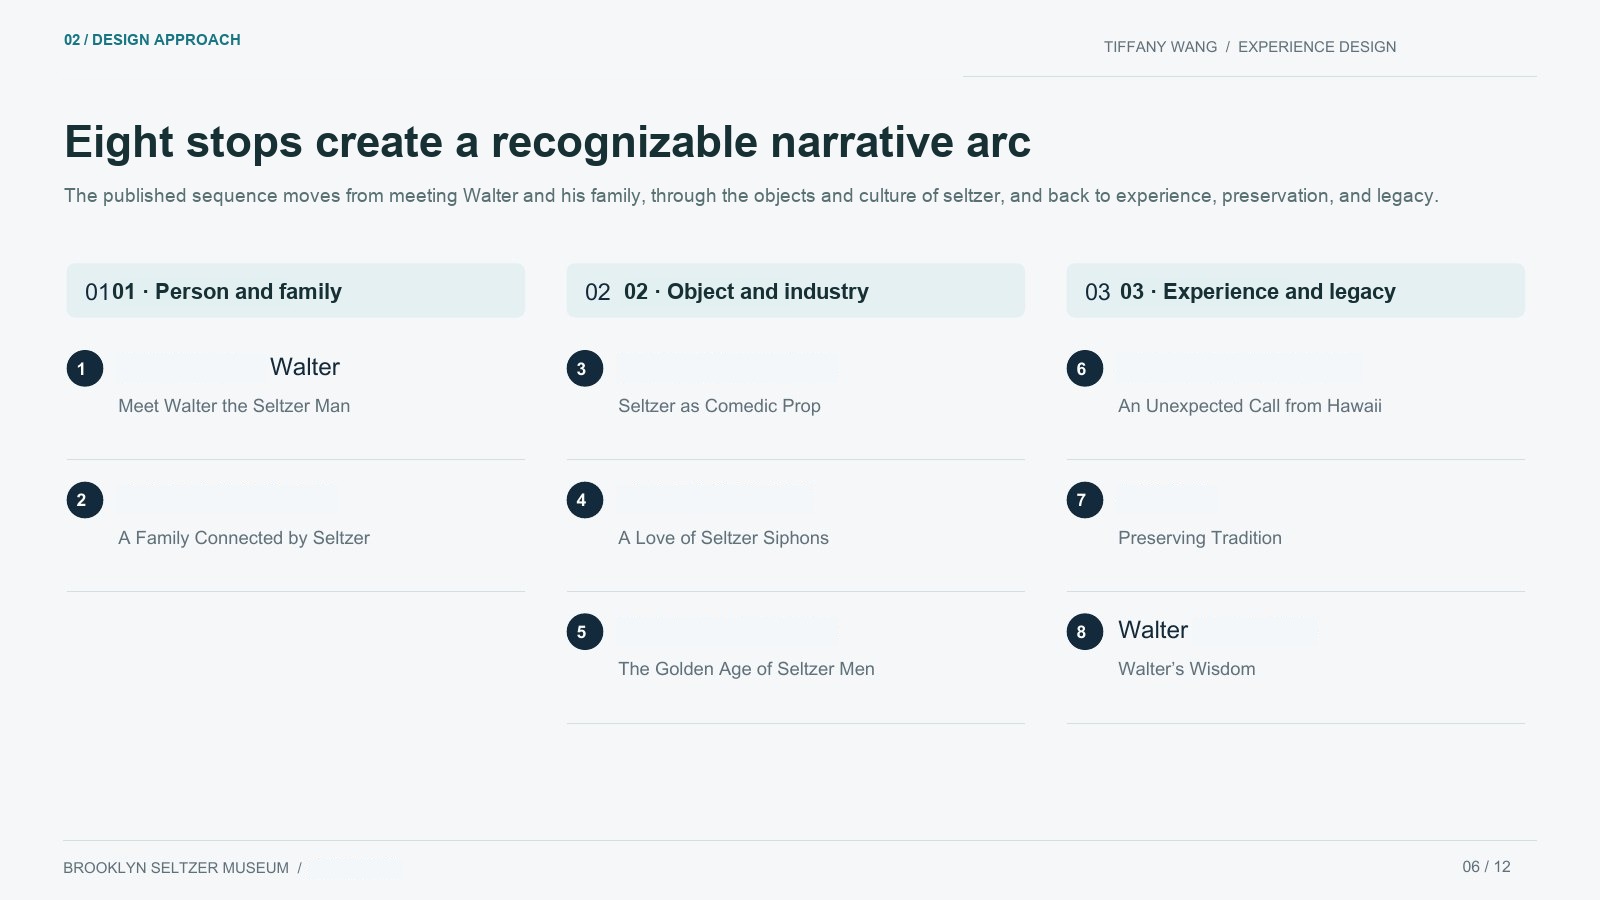 02 / DESIGN APPROACH
TIFFANY WANG / EXPERIENCE DESIGN
Eight stops create a recognizable narrative arc
The published sequence moves from meeting Walter and his family, through the objects and culture of seltzer, and back to experience, preservation, and legacy.
01 01 · Person and family
1 Walter
Meet Walter the Seltzer Man
2
A Family Connected by Seltzer
02 02 · Object and industry
3
Seltzer as Comedic Prop
4
A Love of Seltzer Siphons
5
The Golden Age of Seltzer Men
03 03 · Experience and legacy
6
An Unexpected Call from Hawaii
7
Preserving Tradition
8 Walter
Walter’s Wisdom
BROOKLYN SELTZER MUSEUM /
06 / 12